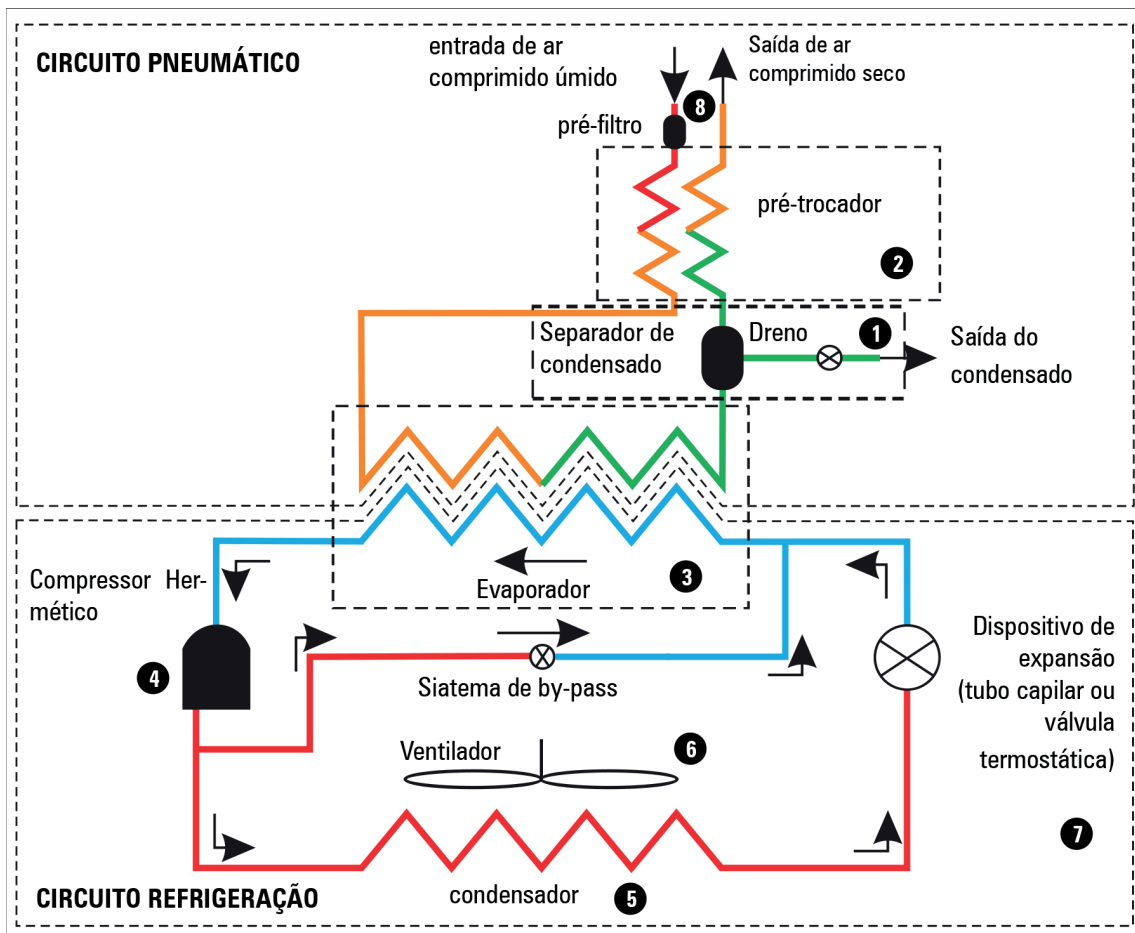 CIRCUITO PNEUMÁTICO
entrada de ar
comprimido úmido
Saída de ar
comprimido seco
8
pré-filtro
pré-trocador
2
Separador de
condensado
Dreno
1
Saída do
condensado
Evaporador
3
Compressor Her-
mético
4
Siatema de by-pass
Dispositivo de
expansão
(tubo capilar ou
válvula
termostática)
Ventilador
6
7
condensador
5
CIRCUITO REFRIGERAÇÃO